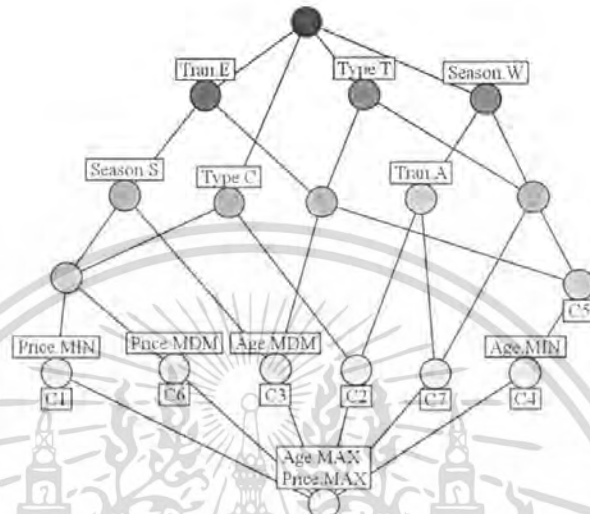 Tran.E
Type T
Season.W
Season S
Type C
Tran.A
C5
Price.MIN
Price.MDM
Age.MDM
Age.MIN
C1
C6
C3
C2
C7
C4
Age.MAX
Price.MAX